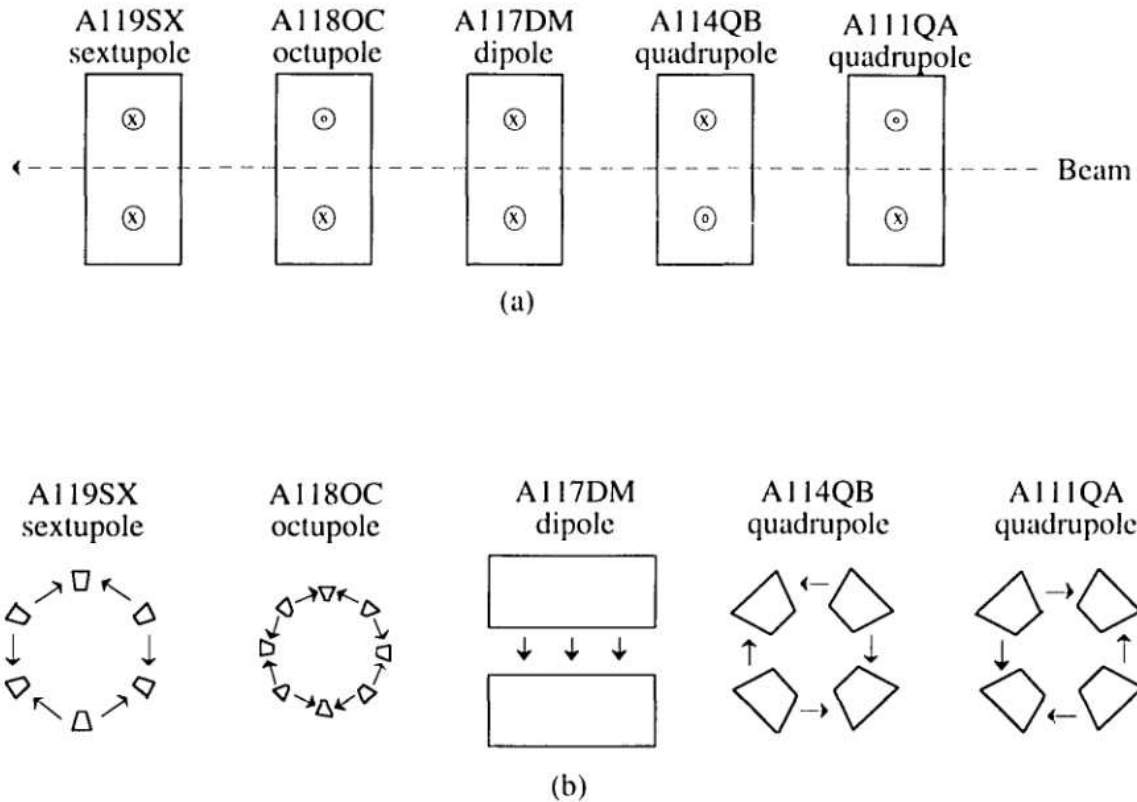 A119SX
sextupole
A118OC
octupole
A117DM
dipole
A114QB
quadrupole
A111QA
quadrupole
x
o
x
x
o
Beam
x
x
x
o
x
(a)
A119SX
sextupole
A118OC
octupole
A117DM
dipole
A114QB
quadrupole
A111QA
quadrupole
(b)